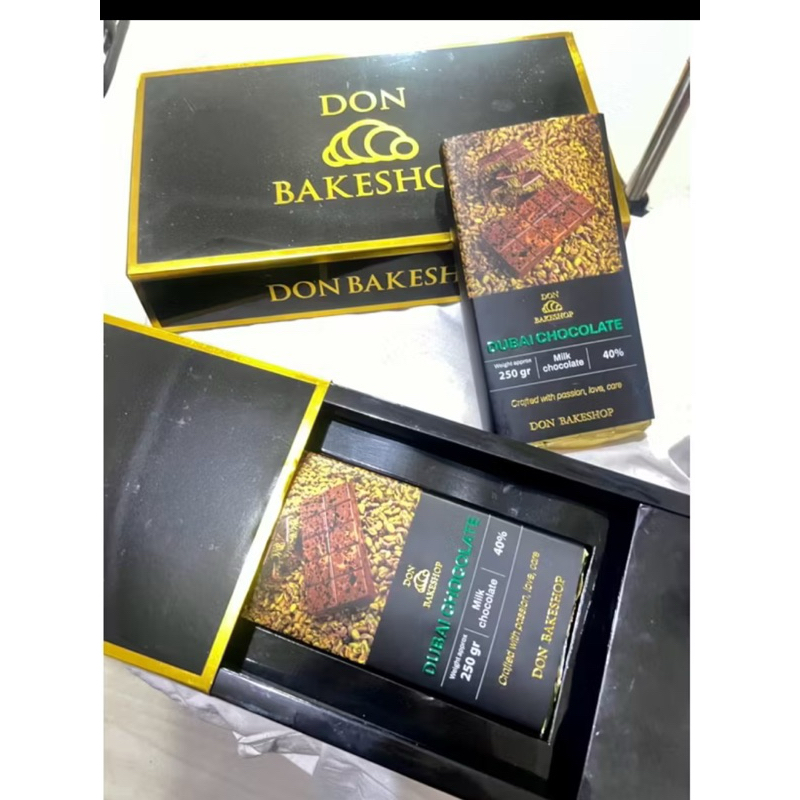 DON
BAKESHO
DON BAKESH
DON
BAKESHOP
DUBAI CHOCOLATE
Weight approx
250 gr
Milk
chocolate
40%
Crafted with passion, love, care
DON BAKESHOP
DON
BAKESHOP
DUBAI CHOCOLATE
Weight approx
250 gr
Milk
chocolate
40%
Crafted with passion, love, care
DON BAKESHOP